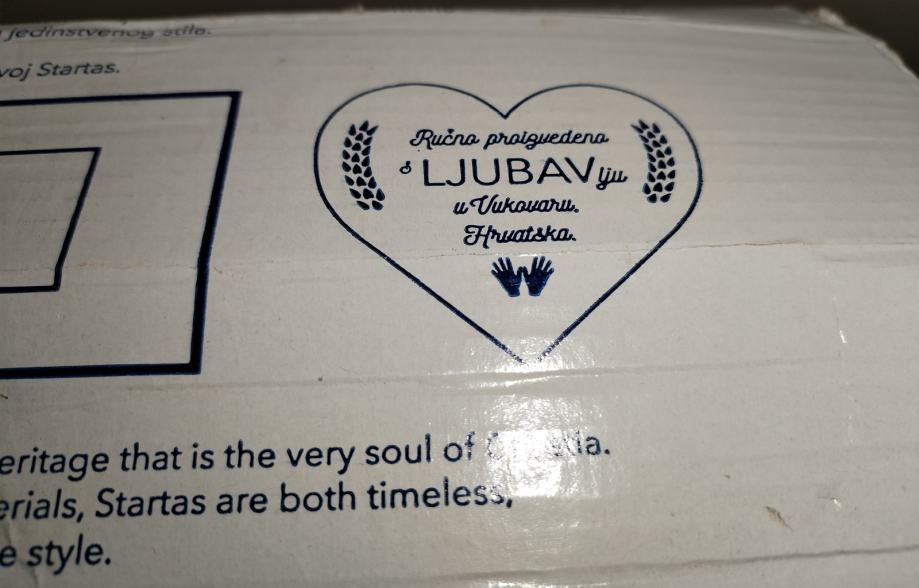 jedinstvenog stila.
voj Startas.
Ručno proizvedeno
s LJUBAVlju
u Vukovaru.
Hrvatska.
eritage that is the very soul of
erials, Startas are both timeless,
e style.